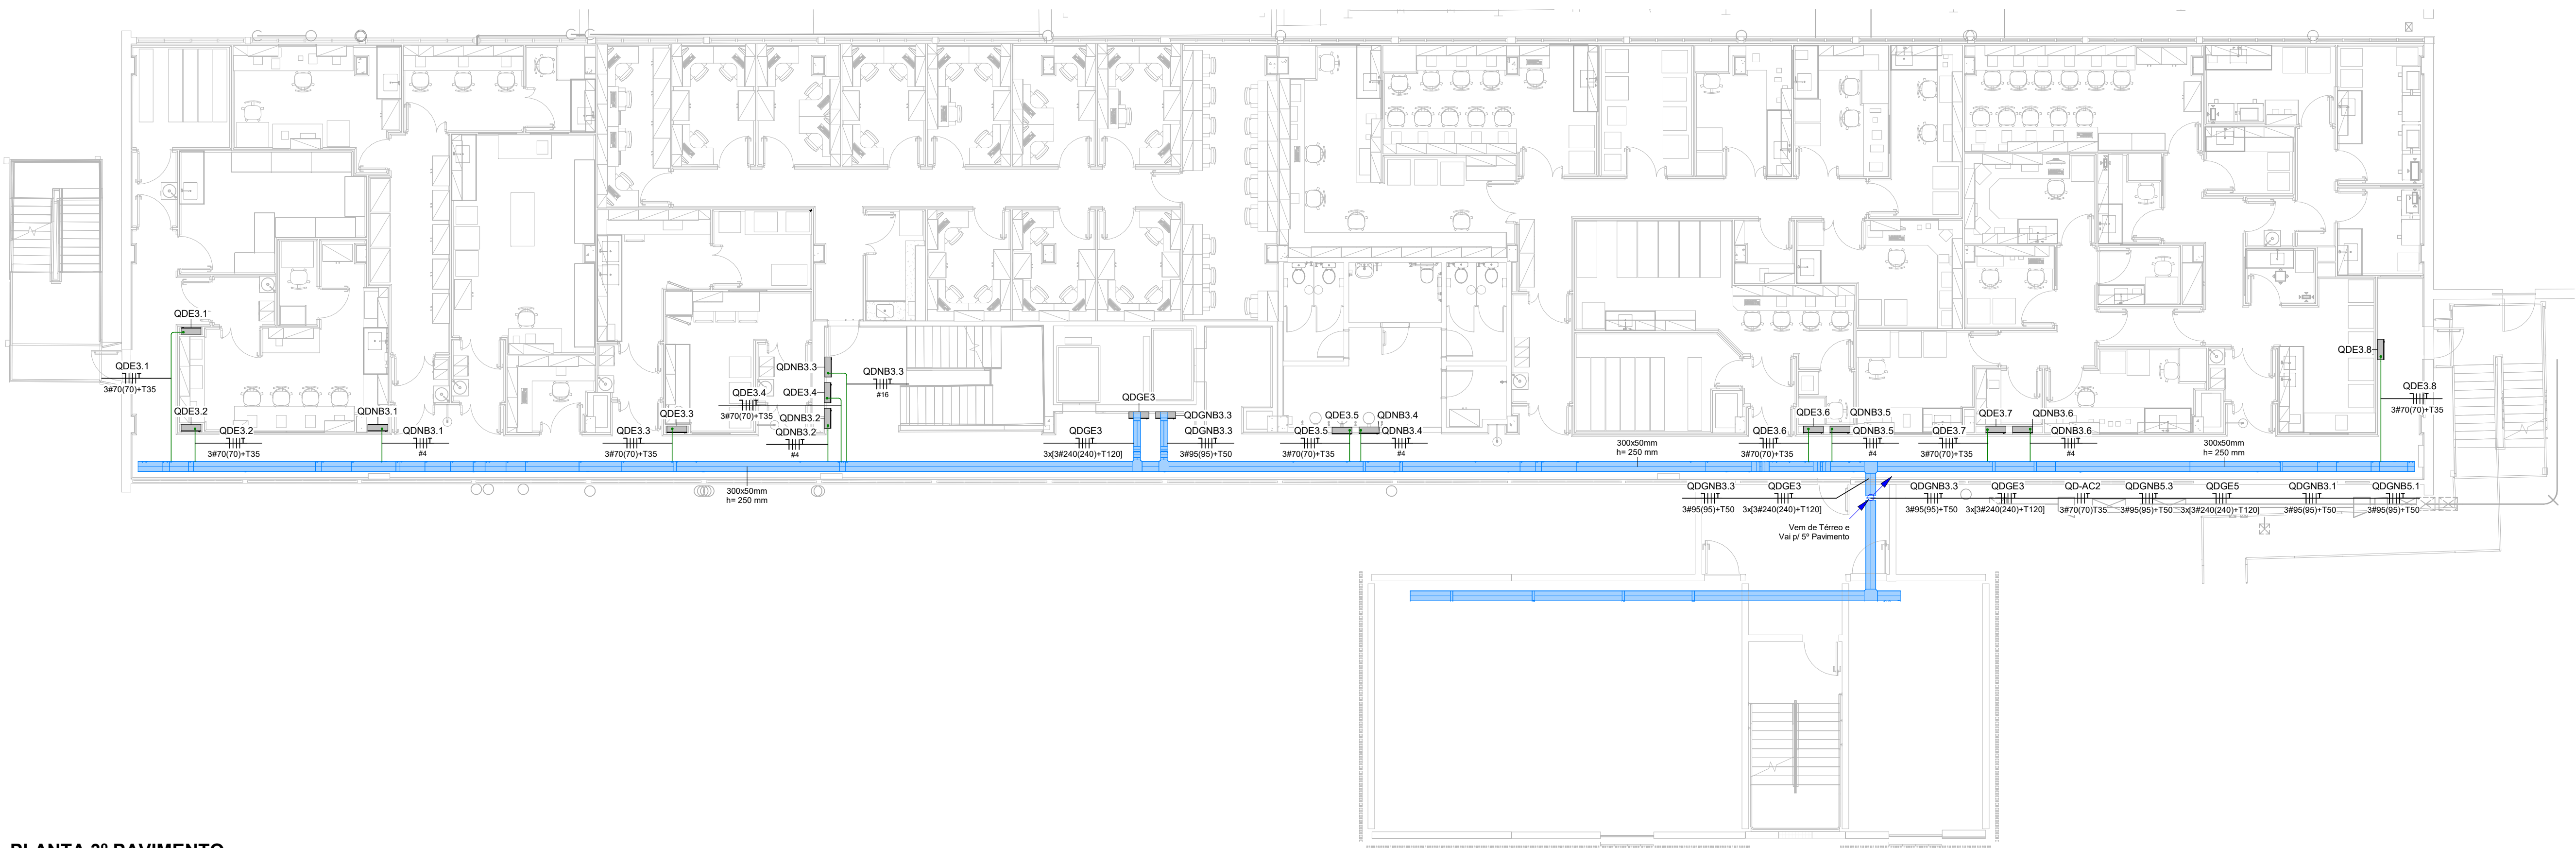 QDE3.1
QDE3.1
3#70(70)+T35
QDE3.2
QDE3.2
3#70(70)+T35
QDNB3.1
QDNB3.1
#4
QDE3.3
QDE3.3
3#70(70)+T35
QDNB3.3
QDNB3.3
#16
QDE3.4
QDE3.4
3#70(70)+T35
QDNB3.2
QDNB3.2
#4
QDGE3
QDGE3
3x[3#240(240)+T120]
QDGNB3.3
QDGNB3.3
3#95(95)+T50
QDE3.5
QDE3.5
3#70(70)+T35
QDNB3.4
QDNB3.4
#4
300x50mm
h= 250 mm
QDE3.6
QDE3.6
3#70(70)+T35
QDNB3.5
QDNB3.5
#4
QDE3.7
QDE3.7
3#70(70)+T35
QDNB3.6
QDNB3.6
#4
300x50mm
h= 250 mm
QDE3.8
QDE3.8
3#70(70)+T35
300x50mm
h= 250 mm
QDGNB3.3
3#95(95)+T50
QDGE3
3x[3#240(240)+T120]
QDGNB3.3
3#95(95)+T50
QDGE3
3x[3#240(240)+T120]
QD-AC2
3#70(70)T35
QDGNB5.3
3#95(95)+T50
QDGE5
3x[3#240(240)+T120]
QDGNB3.1
3#95(95)+T50
QDGNB5.1
3#95(95)+T50
Vem de Térreo e
Vai p/ 5º Pavimento
PLANTA PAVIMENTO